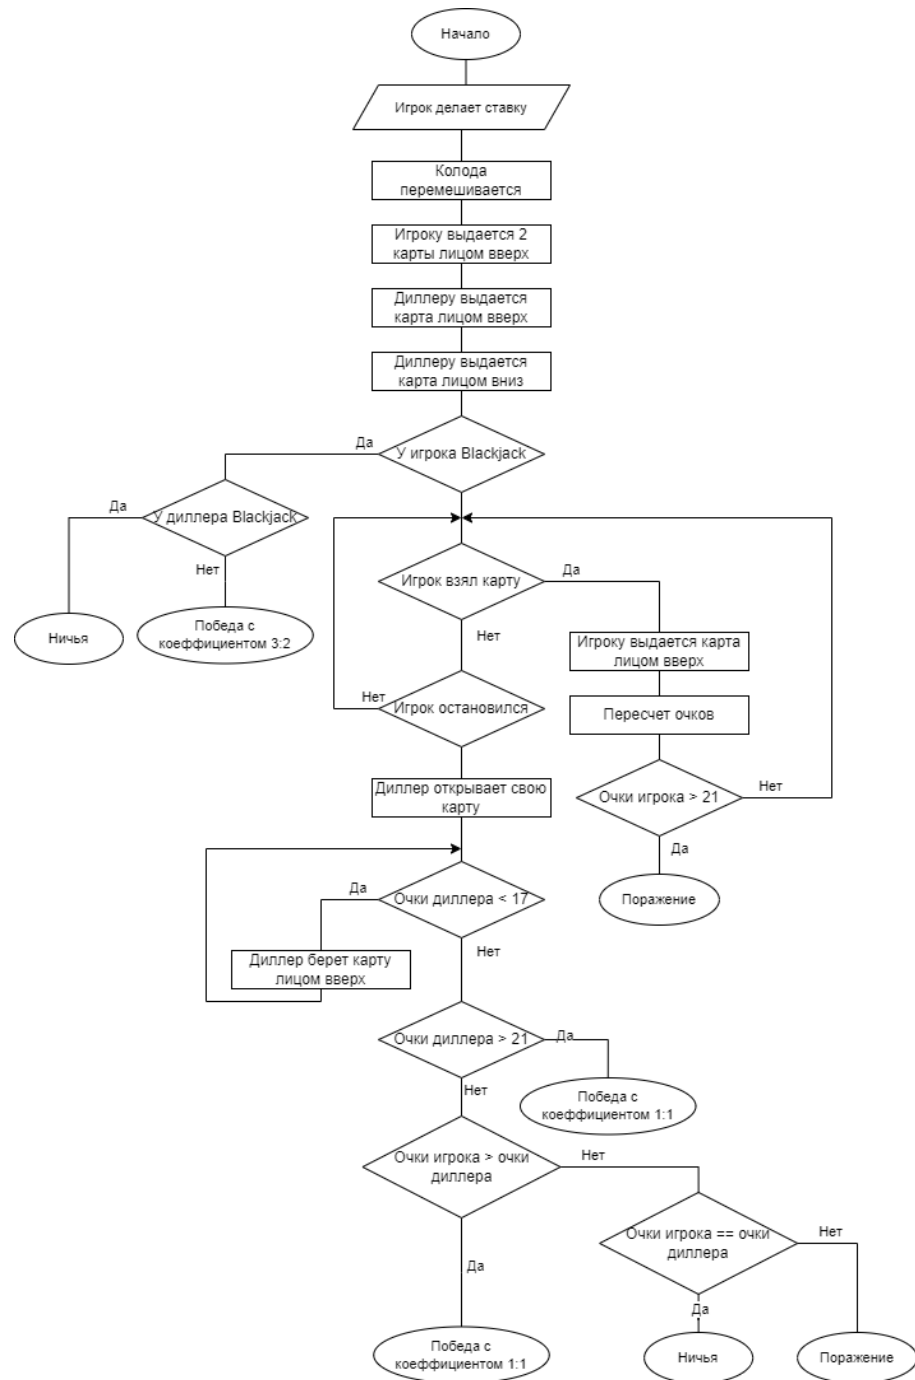 Начало
Игрок делает ставку
Колода
перемешивается
Игроку выдается 2
карты лицом вверх
Диллеру выдается
карта лицом вверх
Диллеру выдается
карта лицом вниз
Да
У игрока Blackjack
Да
У диллера Blackjack
Нет
Ничья
Победа с
коеффициентом 3:2
Игрок взял карту
Да
Нет
Игроку выдается карта
лицом вверх
Нет
Игрок остановился
Пересчет очков
Диллер открывает свою
карту
Очки игрока > 21
Нет
Да
Поражение
Да
Очки диллера < 17
Нет
Диллер берет карту
лицом вверх
Очки диллера > 21
Да
Нет
Победа с
коеффициентом 1:1
Очки игрока > очки
диллера
Нет
Очки игрока == очки
диллера
Нет
Да
Да
Победа с
коеффициентом 1:1
Ничья
Поражение